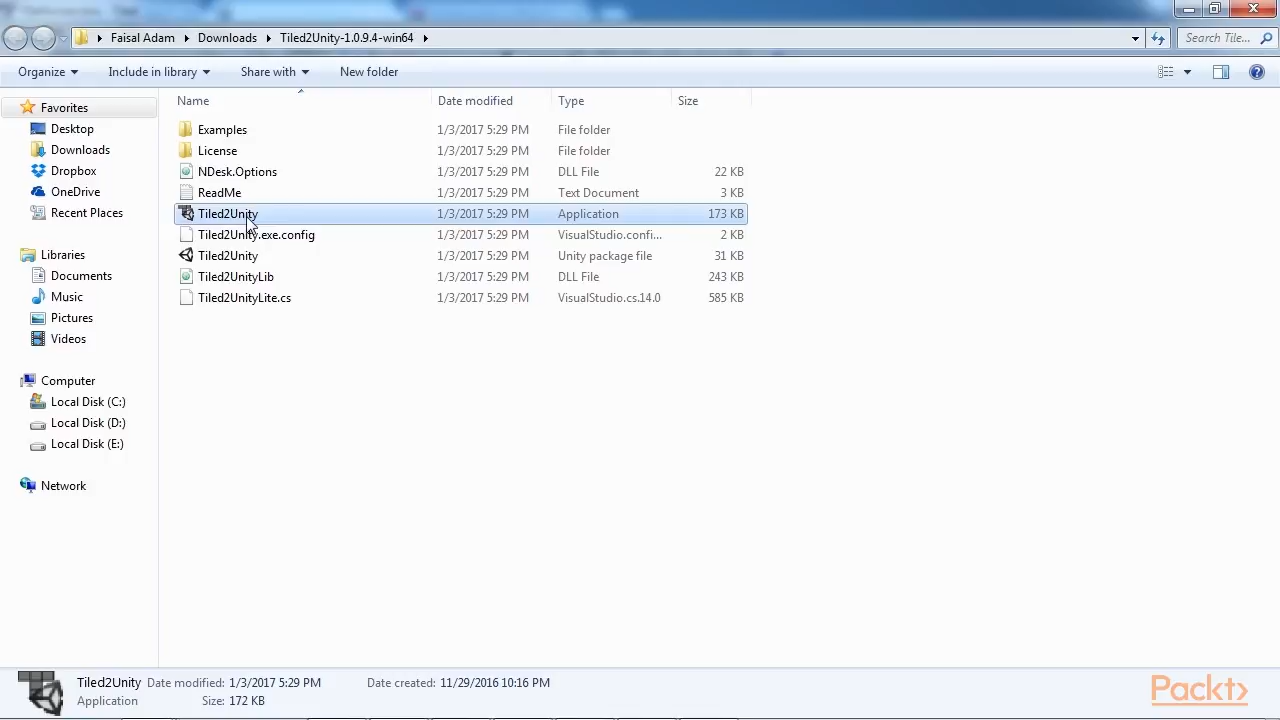 Faisal Adam Downloads Tiled2Unity-1.0.9.4-win64 Search Tile...
Organize Include in library Share with New folder
Name Date modified Type Size
Favorites
Desktop
Downloads
Dropbox
OneDrive
Recent Places
Libraries
Documents
Music
Pictures
Videos
Computer
Local Disk (C:)
Local Disk (D:)
Local Disk (E:)
Network
Examples 1/3/2017 5:29 PM File folder
License 1/3/2017 5:29 PM File folder
NDesk.Options 1/3/2017 5:29 PM DLL File 22 KB
ReadMe 1/3/2017 5:29 PM Text Document 3 KB
Tiled2Unity 1/3/2017 5:29 PM Application 173 KB
Tiled2Unity.exe.config 1/3/2017 5:29 PM VisualStudio.confi... 2 KB
Tiled2Unity 1/3/2017 5:29 PM Unity package file 31 KB
Tiled2UnityLib 1/3/2017 5:29 PM DLL File 243 KB
Tiled2UnityLite.cs 1/3/2017 5:29 PM VisualStudio.cs.14.0 585 KB
Tiled2Unity Date modified: 1/3/2017 5:29 PM Date created: 11/29/2016 10:16 PM
Application Size: 172 KB
Packt>